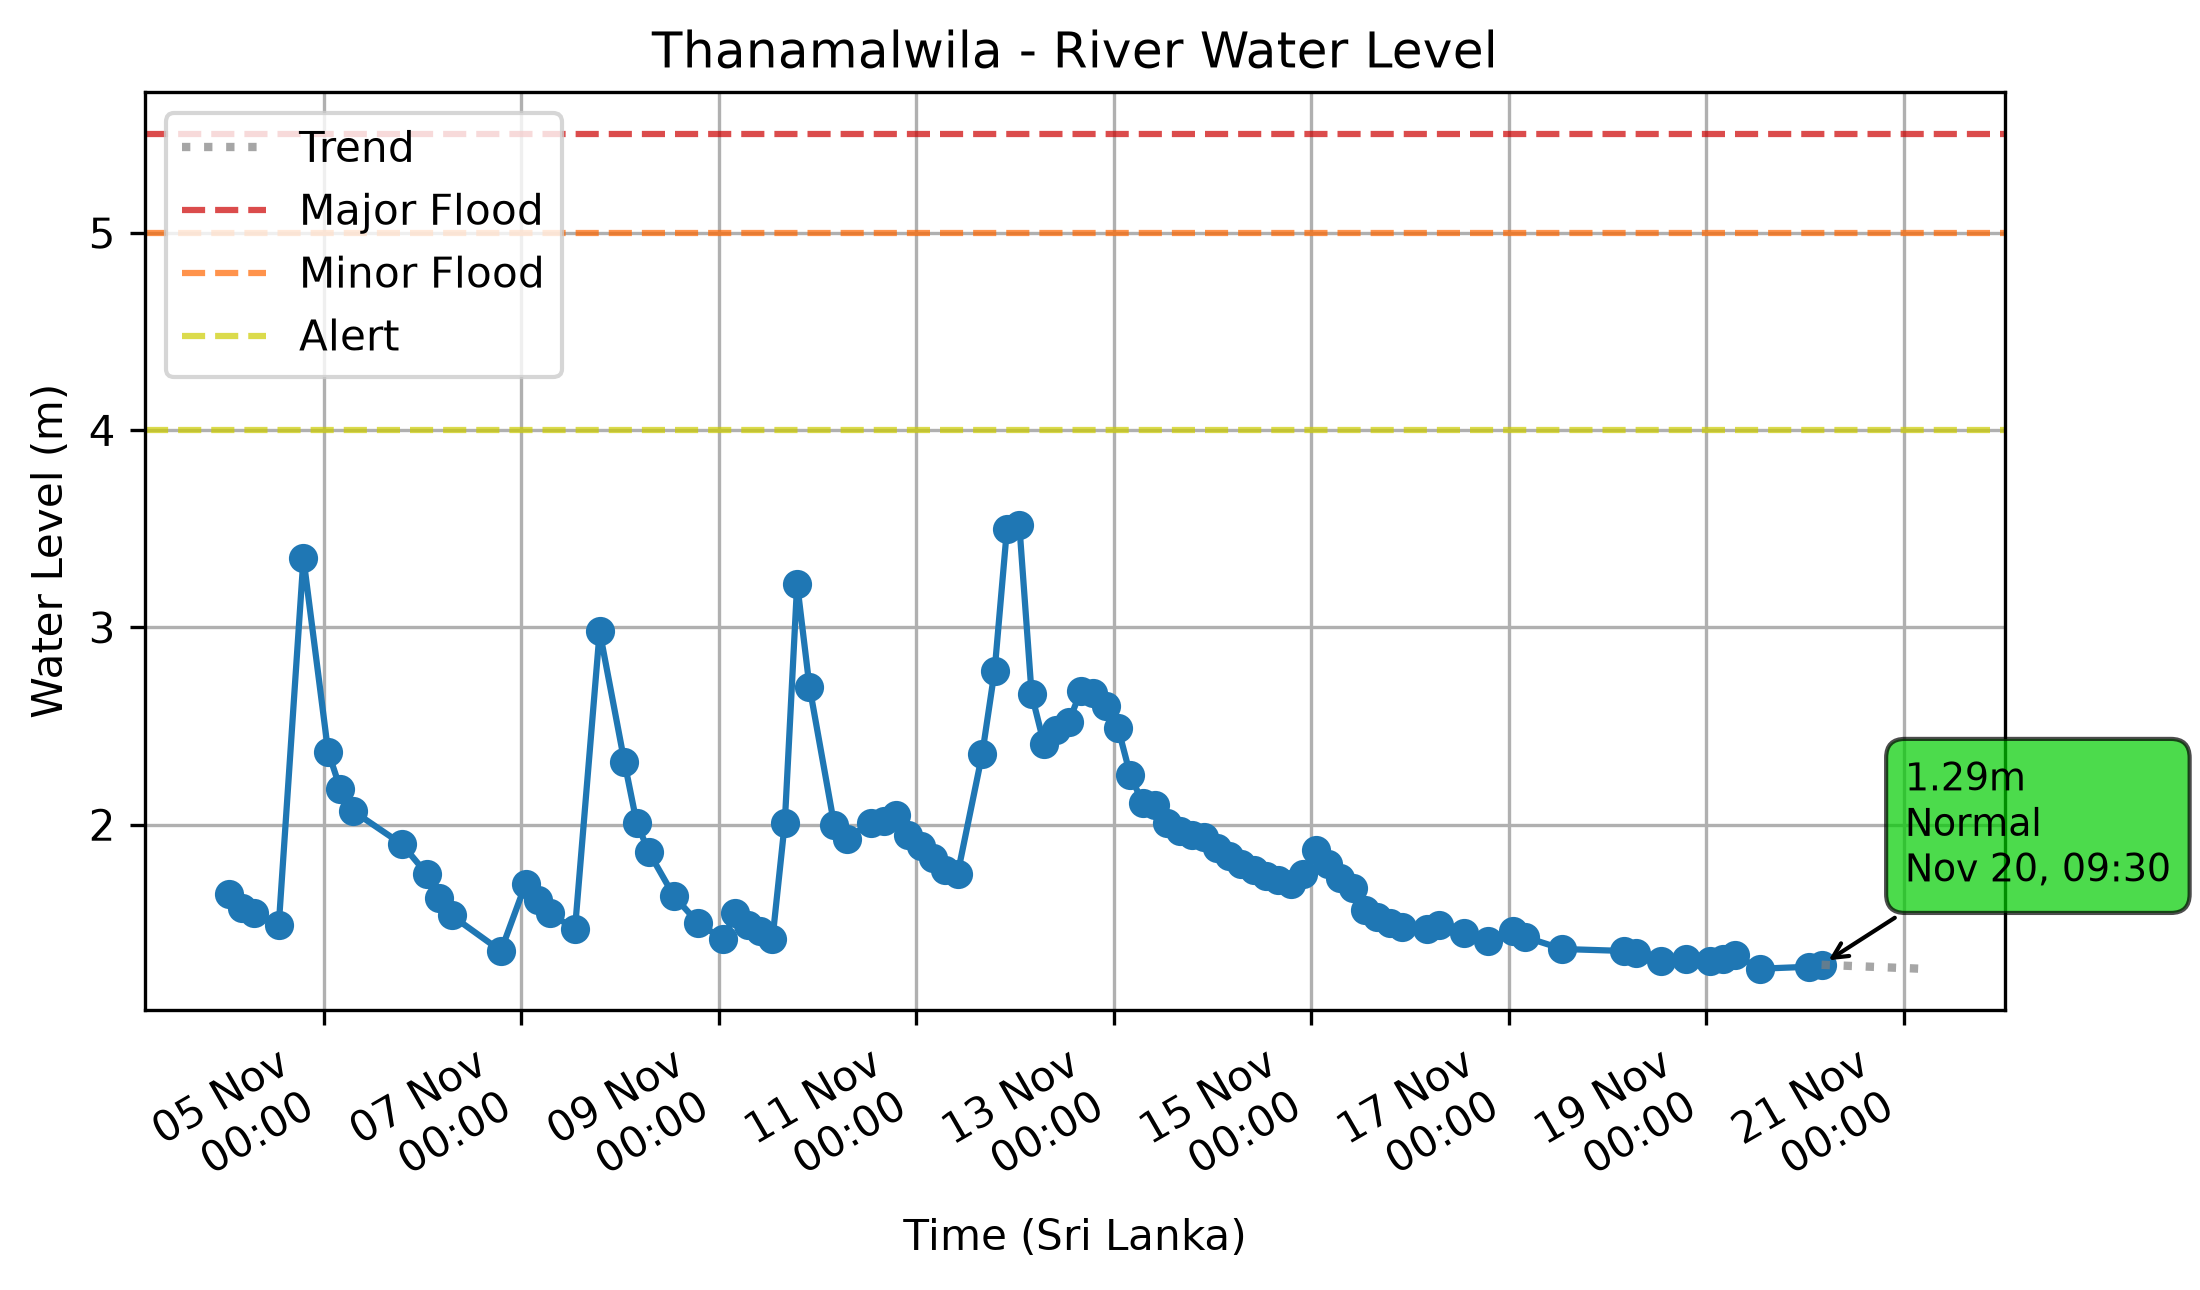 Thanamalwila - River Water Level
Trend
Major Flood
Minor Flood
Alert
Water Level (m)
5
4
3
2
1.29m
Normal
Nov 20, 09:30
05 Nov
00:00
07 Nov
00:00
09 Nov
00:00
11 Nov
00:00
13 Nov
00:00
15 Nov
00:00
17 Nov
00:00
19 Nov
00:00
21 Nov
00:00
Time (Sri Lanka)